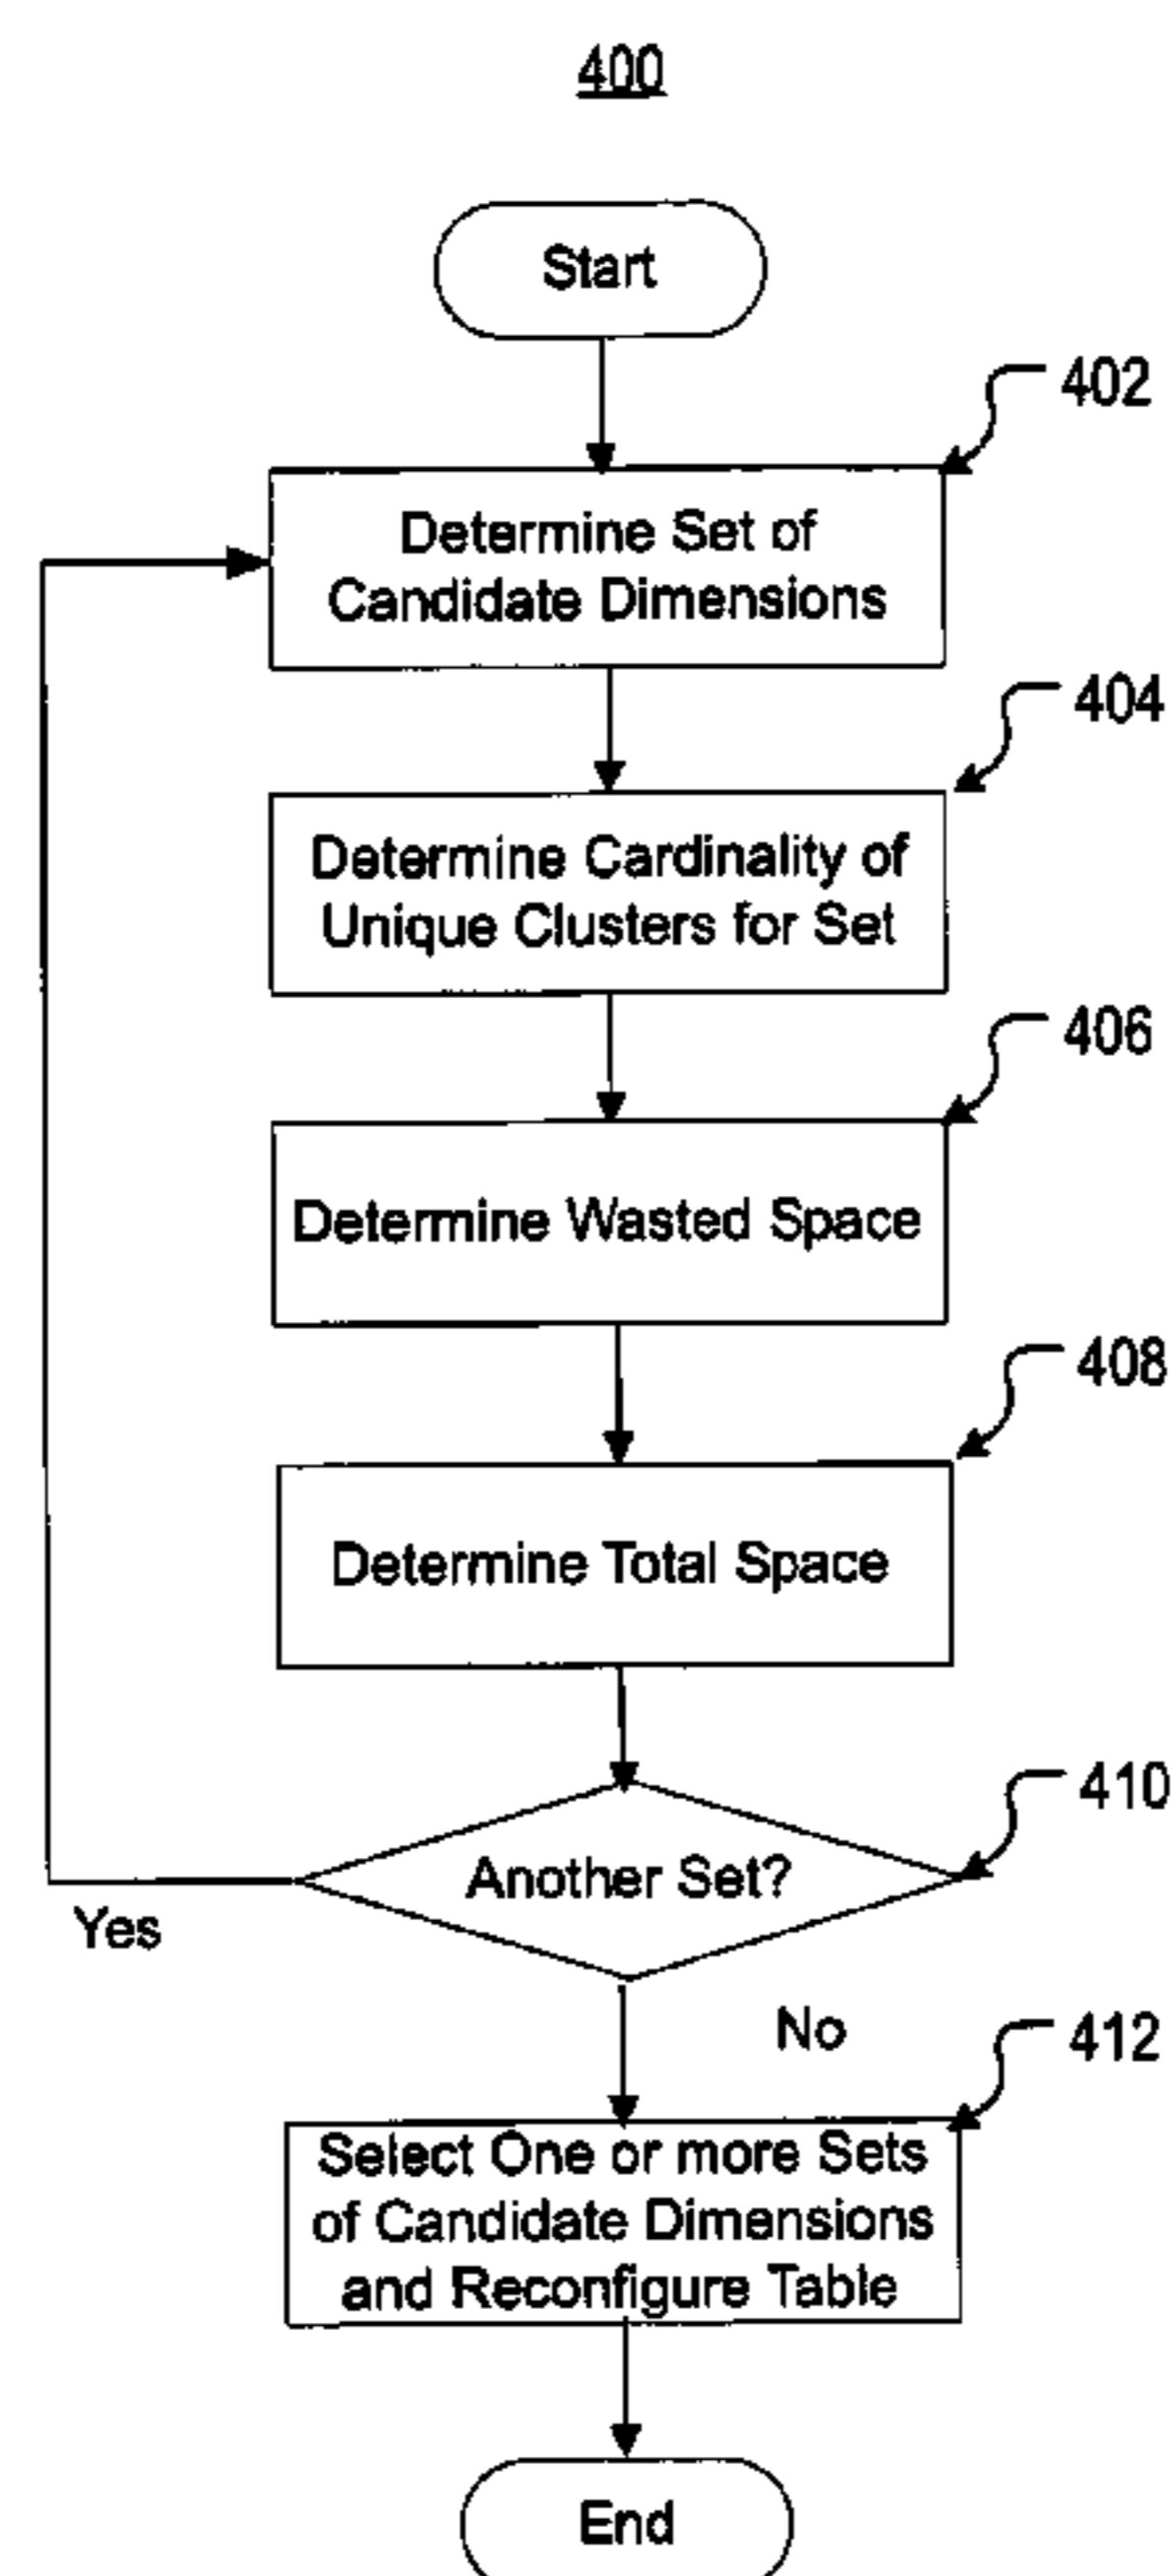 400
Start
402
Determine Set of
Candidate Dimensions
404
Determine Cardinality of
Unique Clusters for Set
406
Determine Wasted Space
408
Determine Total Space
410
Another Set?
Yes
No
412
Select One or more Sets
of Candidate Dimensions
and Reconfigure Table
End